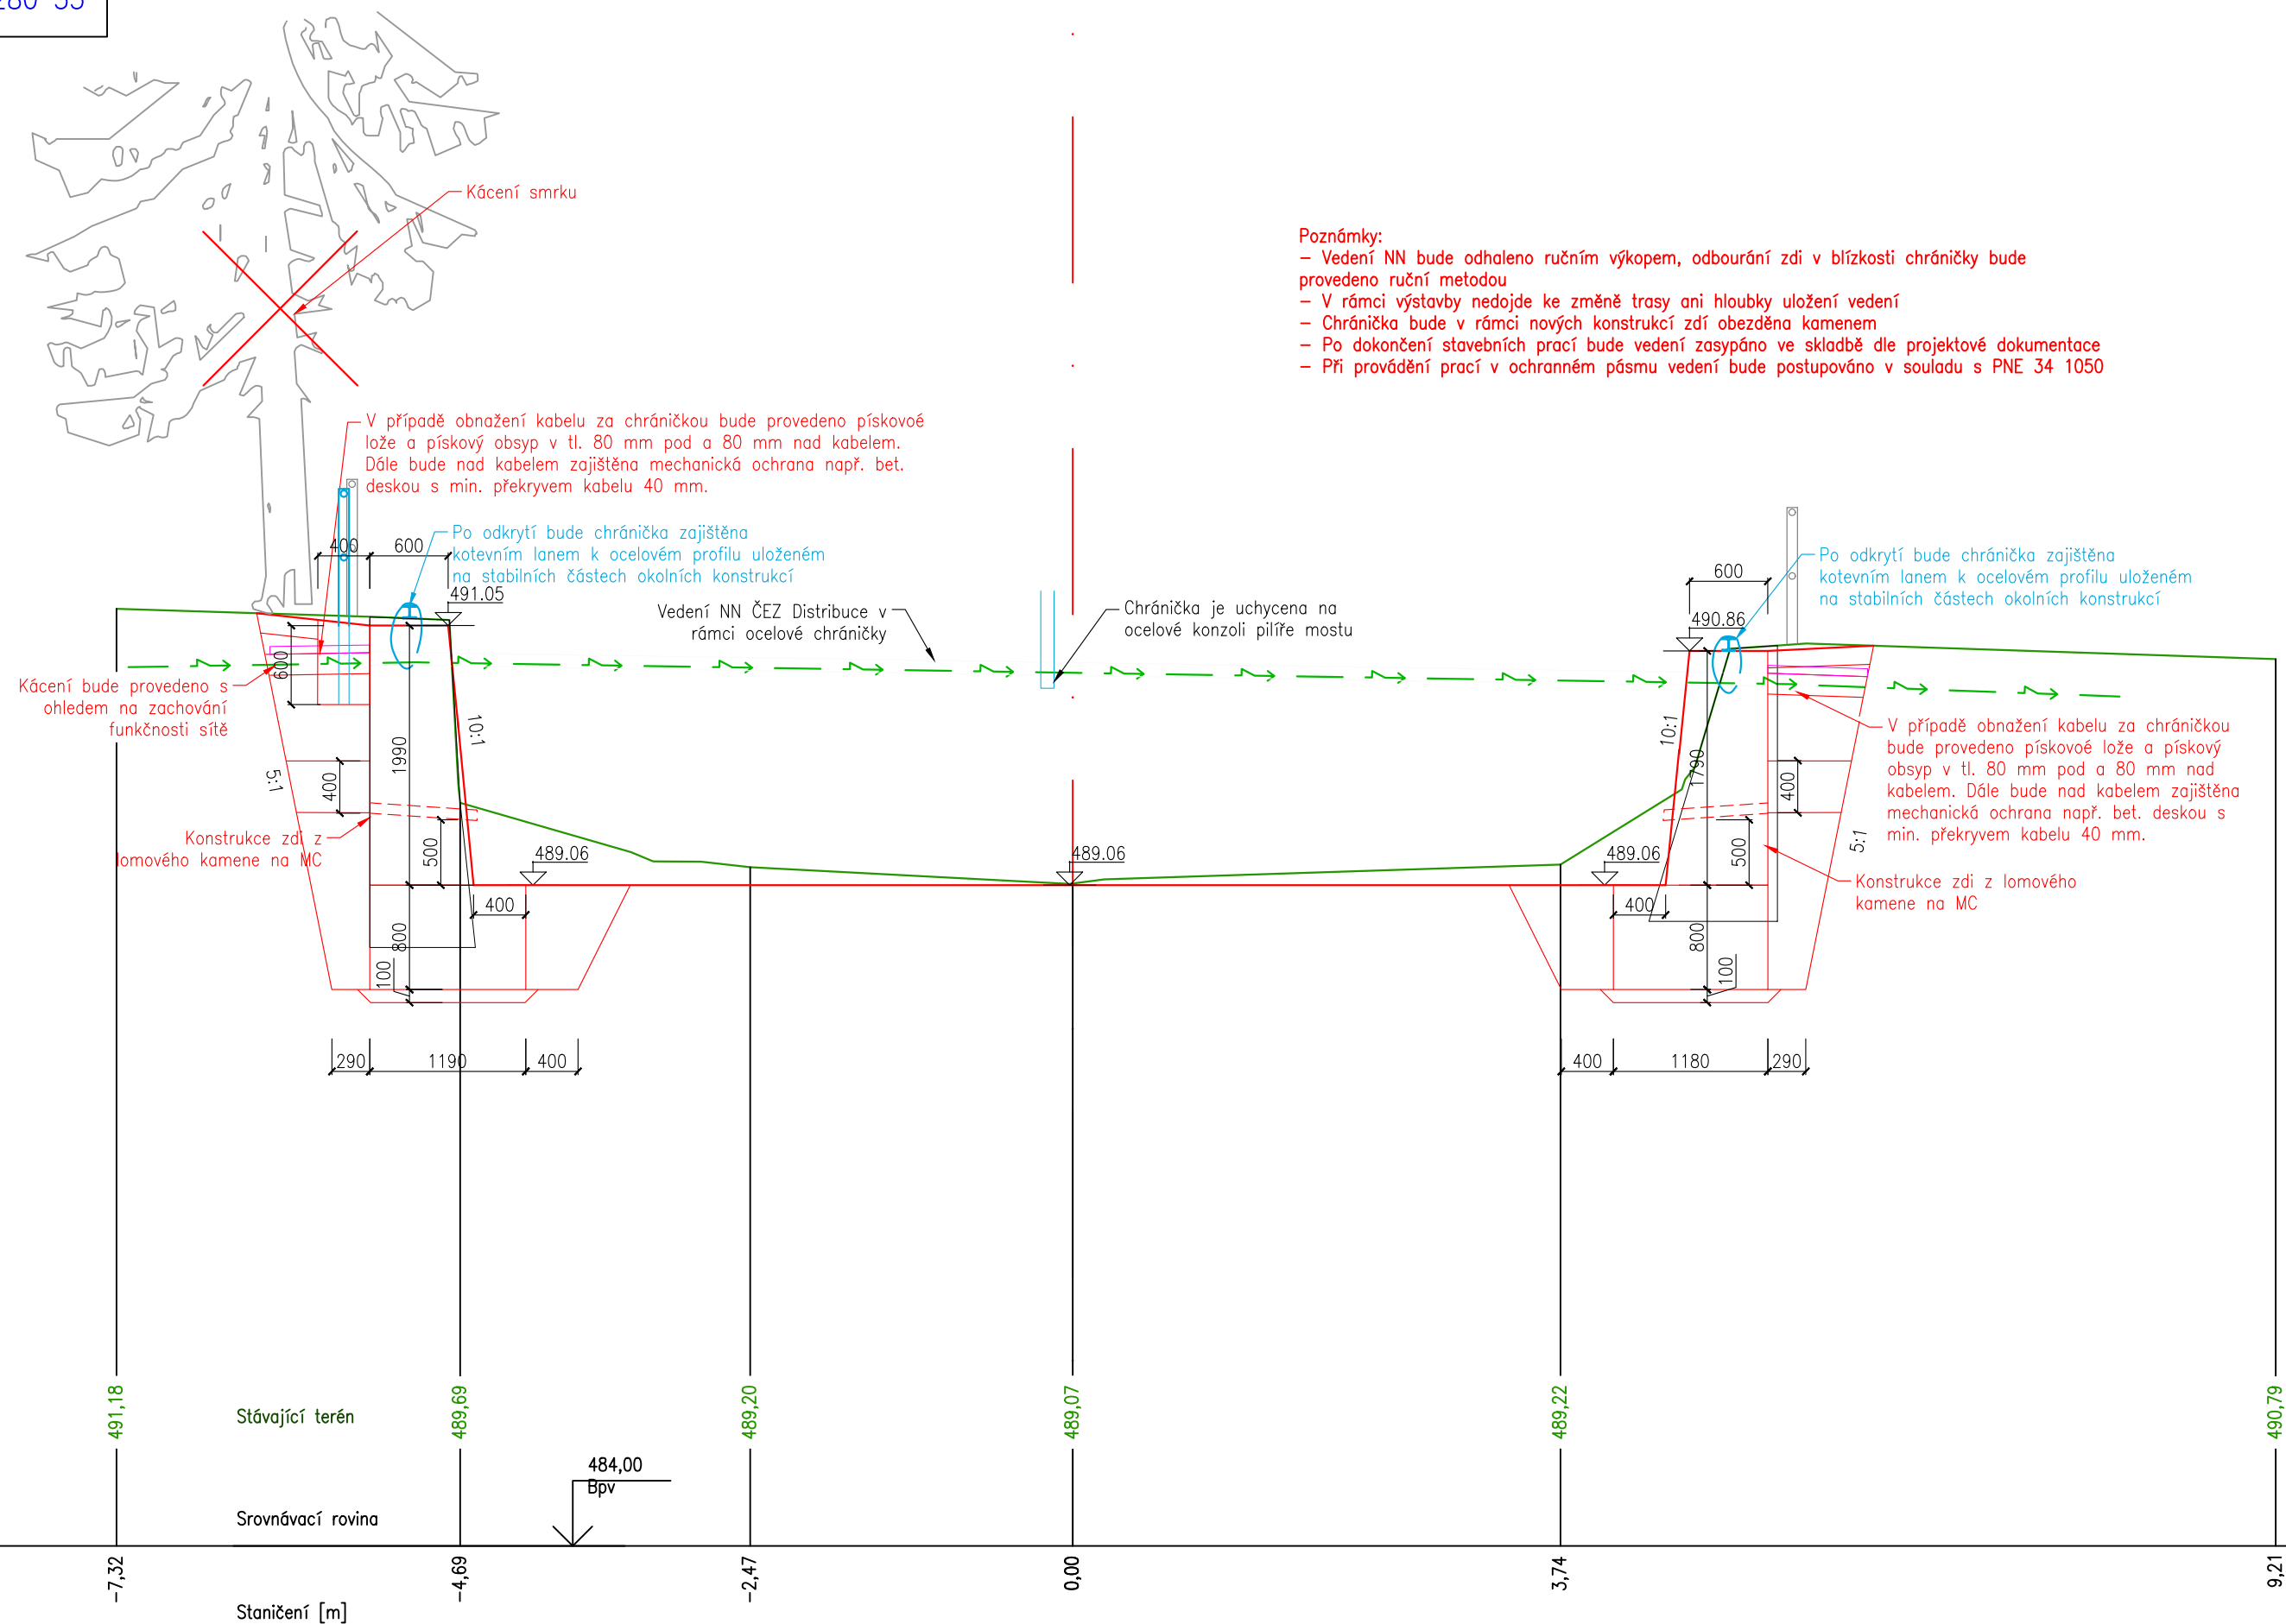 Kácení smrku
Poznámky:
– Vedení NN bude odhaleno ručním výkopem, odbourání zdi v blízkosti chráničky bude
provedeno ruční metodou
– V rámci výstavby nedojde ke změně trasy ani hloubky uložení vedení
– Chránička bude v rámci nových konstrukcí zdí obezděna kamenem
– Po dokončení stavebních prací bude vedení zasypáno ve skladbě dle projektové dokumentace
– Při provádění prací v ochranném pásmu vedení bude postupováno v souladu s PNE 34 1050
V případě obnažení kabelu za chráničkou bude provedeno pískovoé
lože a pískový obsyp v tl. 80 mm pod a 80 mm nad kabelem.
Dále bude nad kabelem zajištěna mechanická ochrana např. bet.
deskou s min. překryvem kabelu 40 mm.
Po odkrytí bude chránička zajištěna
kotevním lanem k ocelovém profilu uloženém
na stabilních částech okolních konstrukcí
400
600
491.05
Vedení NN ČEZ Distribuce v
rámci ocelové chráničky
Chránička je uchycena na
ocelové konzoli pilíře mostu
Po odkrytí bude chránička zajištěna
kotevním lanem k ocelovém profilu uloženém
na stabilních částech okolních konstrukcí
600
490.86
600
Kácení bude provedeno s
ohledem na zachování
funkčnosti sítě
10:1
1990
5:1
400
Konstrukce zdi z
lomového kamene na MC
500
489.06
489.06
489.06
10:1
1790
400
V případě obnažení kabelu za chráničkou
bude provedeno pískovoé lože a pískový
obsyp v tl. 80 mm pod a 80 mm nad
kabelem. Dále bude nad kabelem zajištěna
mechanická ochrana např. bet. deskou s
min. překryvem kabelu 40 mm.
5:1
500
Konstrukce zdi z lomového
kamene na MC
400
800
100
400
800
100
290
1190
400
400
1180
290
491,18
489,69
489,20
489,07
489,22
490,79
Stávající terén
484,00
Bpv
Srovnávací rovina
-7,32
-4,69
-2,47
0,00
3,74
9,21
Staničení [m]